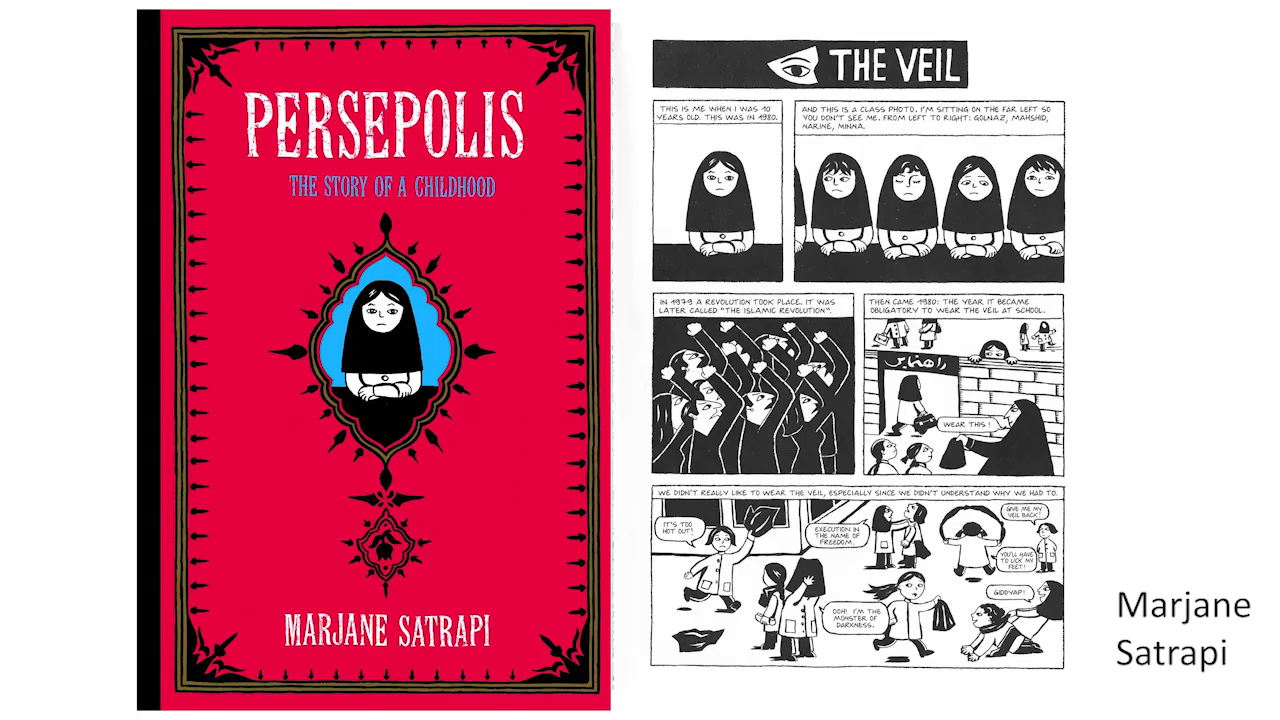 PERSEPOLIS
THE STORY OF A CHILDHOOD
MARJANE SATRAPI
THE VEIL
THIS IS ME WHEN I WAS 10
YEARS OLD. THIS WAS IN 1980.
AND THIS IS A CLASS PHOTO. I'M SITTING ON THE FAR LEFT SO
YOU DON'T SEE ME. FROM LEFT TO RIGHT: GOLNAZ, MAHSHID,
NARINE, MINNA.
IN 1979 A REVOLUTION TOOK PLACE. IT WAS
LATER CALLED "THE ISLAMIC REVOLUTION".
THEN CAME 1980: THE YEAR IT BECAME
OBLIGATORY TO WEAR THE VEIL AT SCHOOL.
WEAR THIS!
WE DIDN'T REALLY LIKE TO WEAR THE VEIL, ESPECIALLY SINCE WE DIDN'T UNDERSTAND WHY WE HAD TO.
IT'S TOO
HOT OUT!
EXECUTION IN
THE NAME OF
FREEDOM.
GIVE ME MY
VEIL BACK!
YOU'LL HAVE
TO LICK MY
FEET!
OOH! I'M THE
MONSTER OF
DARKNESS.
GIDDYAP!
Marjane
Satrapi